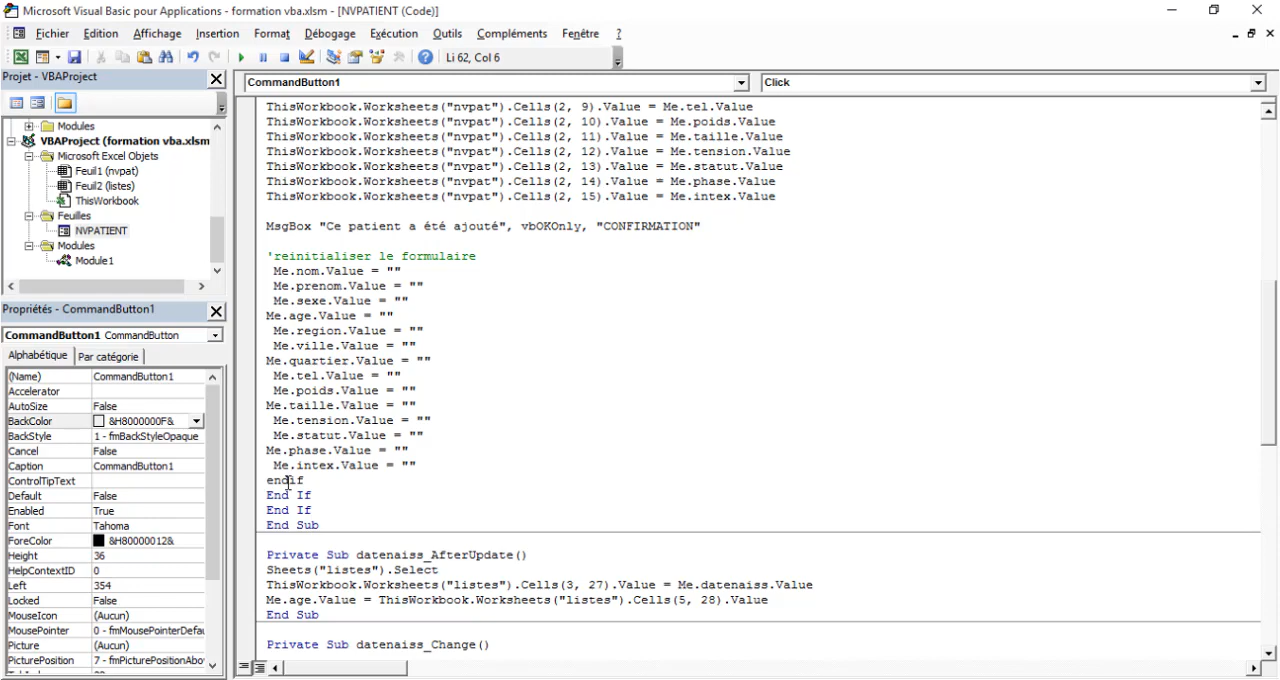 Microsoft Visual Basic pour Applications - formation vba.xlsm - [NVPATIENT (Code)]
Fichier Edition Affichage Insertion Format Débogage Exécution Outils Compléments Fenêtre ?
Li 62, Col 6
Projet - VBAProject
CommandButton1
Click
Modules
VBAProject (formation vba.xlsm
Microsoft Excel Objets
Feuil1 (nvpat)
Feuil2 (listes)
ThisWorkbook
Feuilles
NVPATIENT
Modules
Module1
Propriétés - CommandButton1
CommandButton1 CommandButton
Alphabétique Par catégorie
(Name) CommandButton1
Accelerator
AutoSize False
BackColor &H8000000F&
BackStyle 1 - fmBackStyleOpaque
Cancel False
Caption CommandButton1
ControlTipText
Default False
Enabled True
Font Tahoma
ForeColor &H80000012&
Height 36
HelpContextID 0
Left 354
Locked False
MouseIcon (Aucun)
MousePointer 0 - fmMousePointerDefau
Picture (Aucun)
PicturePosition 7 - fmPicturePositionAbov
ThisWorkbook.Worksheets("nvpat").Cells(2, 9).Value = Me.tel.Value
ThisWorkbook.Worksheets("nvpat").Cells(2, 10).Value = Me.poids.Value
ThisWorkbook.Worksheets("nvpat").Cells(2, 11).Value = Me.taille.Value
ThisWorkbook.Worksheets("nvpat").Cells(2, 12).Value = Me.tension.Value
ThisWorkbook.Worksheets("nvpat").Cells(2, 13).Value = Me.statut.Value
ThisWorkbook.Worksheets("nvpat").Cells(2, 14).Value = Me.phase.Value
ThisWorkbook.Worksheets("nvpat").Cells(2, 15).Value = Me.intex.Value
MsgBox "Ce patient a été ajouté", vbOKOnly, "CONFIRMATION"
'reinitialiser le formulaire
Me.nom.Value = ""
Me.prenom.Value = ""
Me.sexe.Value = ""
Me.age.Value = ""
Me.region.Value = ""
Me.ville.Value = ""
Me.quartier.Value = ""
Me.tel.Value = ""
Me.poids.Value = ""
Me.taille.Value = ""
Me.tension.Value = ""
Me.statut.Value = ""
Me.phase.Value = ""
Me.intex.Value = ""
endif
End If
End If
End Sub
Private Sub datenaiss_AfterUpdate()
Sheets("listes").Select
ThisWorkbook.Worksheets("listes").Cells(3, 27).Value = Me.datenaiss.Value
Me.age.Value = ThisWorkbook.Worksheets("listes").Cells(5, 28).Value
End Sub
Private Sub datenaiss_Change()